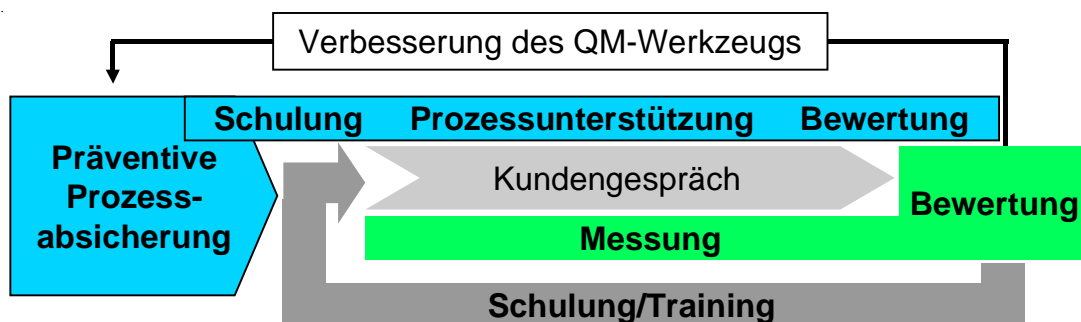 Verbesserung des QM-Werkzeugs
Schulung Prozessunterstützung Bewertung
Präventive
Prozess-
absicherung
Kundengespräch
Bewertung
Messung
Schulung/Training